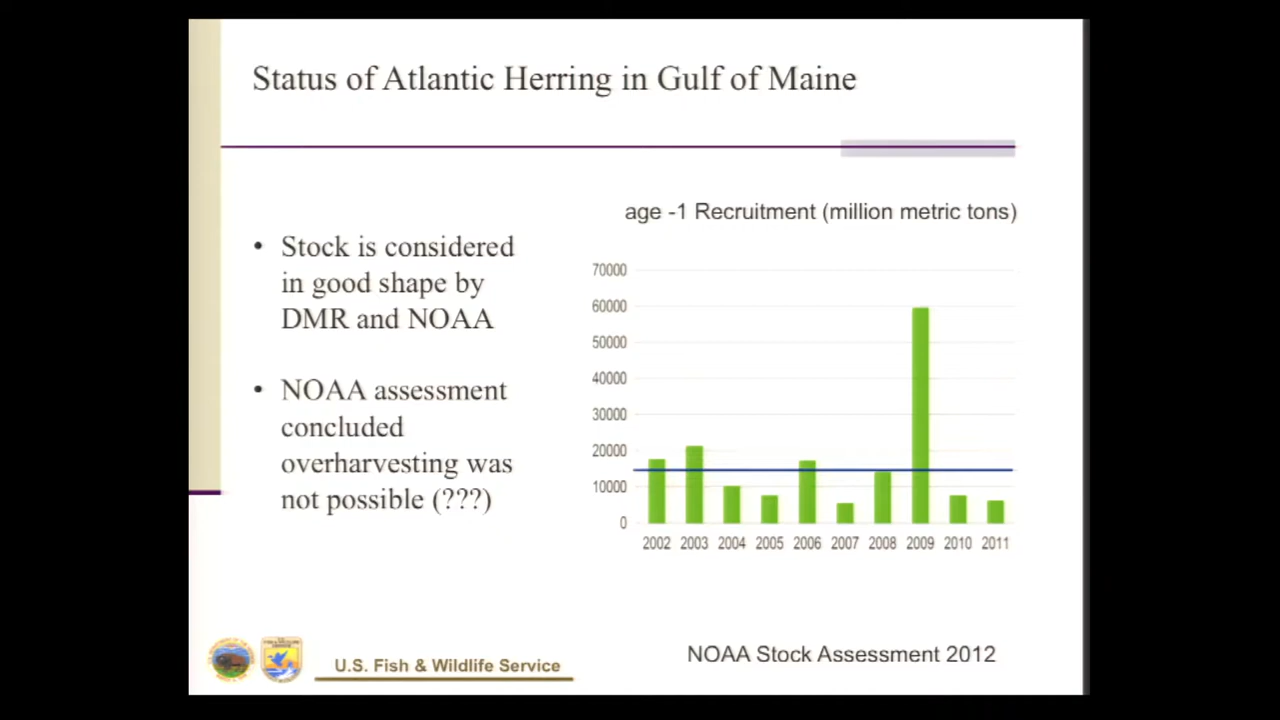 Status of Atlantic Herring in Gulf of Maine
• Stock is considered
in good shape by
DMR and NOAA
• NOAA assessment
concluded
overharvesting was
not possible (???)
age -1 Recruitment (million metric tons)
70000
60000
50000
40000
30000
20000
10000
0
2002 2003 2004 2005 2006 2007 2008 2009 2010 2011
U.S. Fish & Wildlife Service
NOAA Stock Assessment 2012